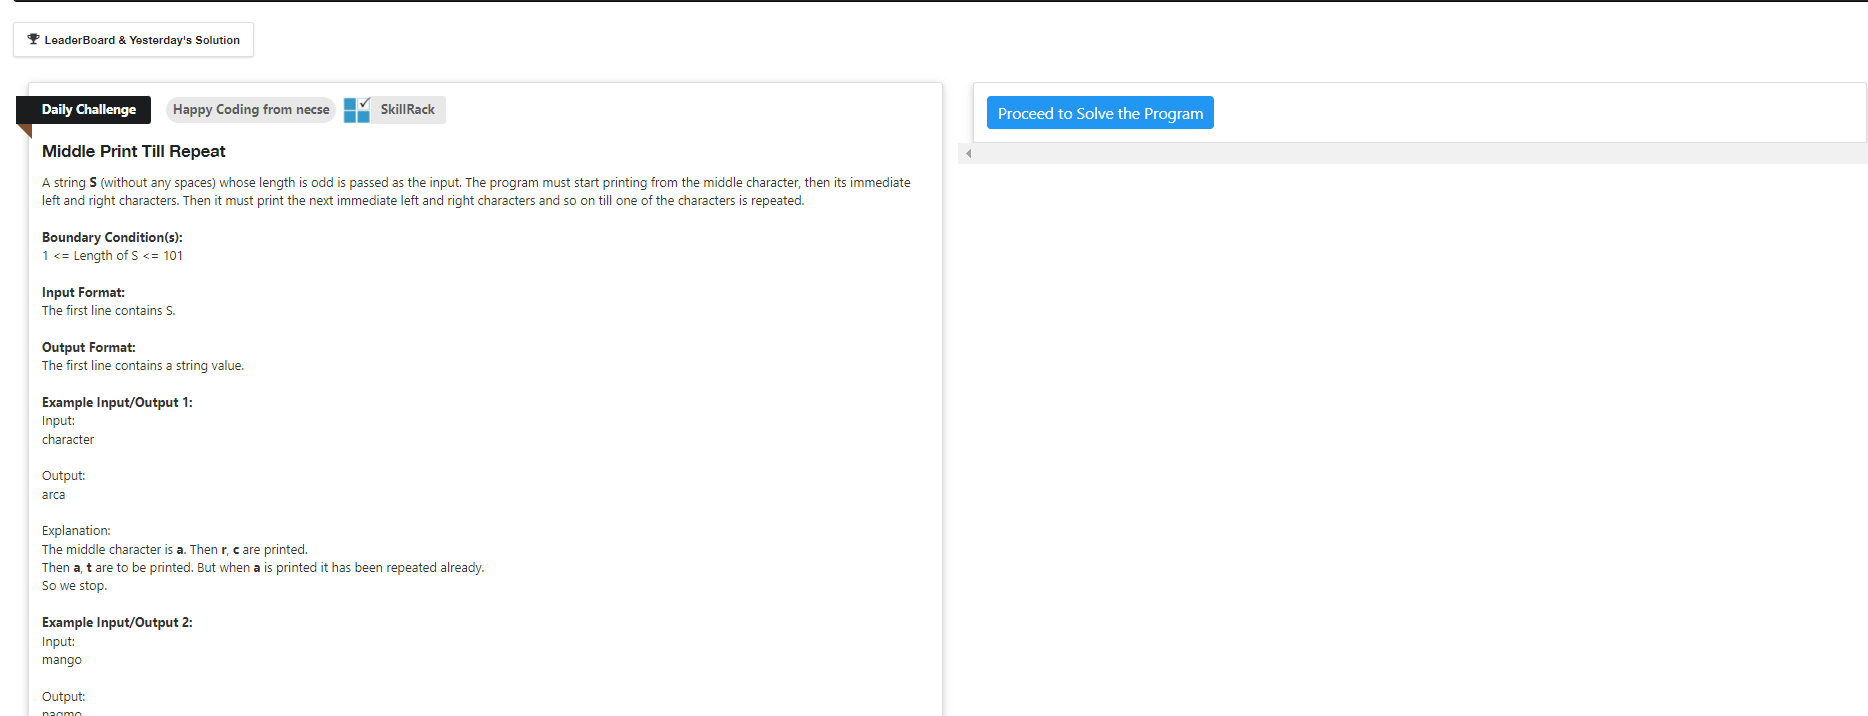 LeaderBoard & Yesterday's Solution
Daily Challenge
Happy Coding from necse
SkillRack
Proceed to Solve the Program
Middle Print Till Repeat
A string S (without any spaces) whose length is odd is passed as the input. The program must start printing from the middle character, then its immediate
left and right characters. Then it must print the next immediate left and right characters and so on till one of the characters is repeated.
Boundary Condition(s):
1 <= Length of S <= 101
Input Format:
The first line contains S.
Output Format:
The first line contains a string value.
Example Input/Output 1:
Input:
character
Output:
arca
Explanation:
The middle character is a. Then r, c are printed.
Then a, t are to be printed. But when a is printed it has been repeated already.
So we stop.
Example Input/Output 2:
Input:
mango
Output:
nagmo